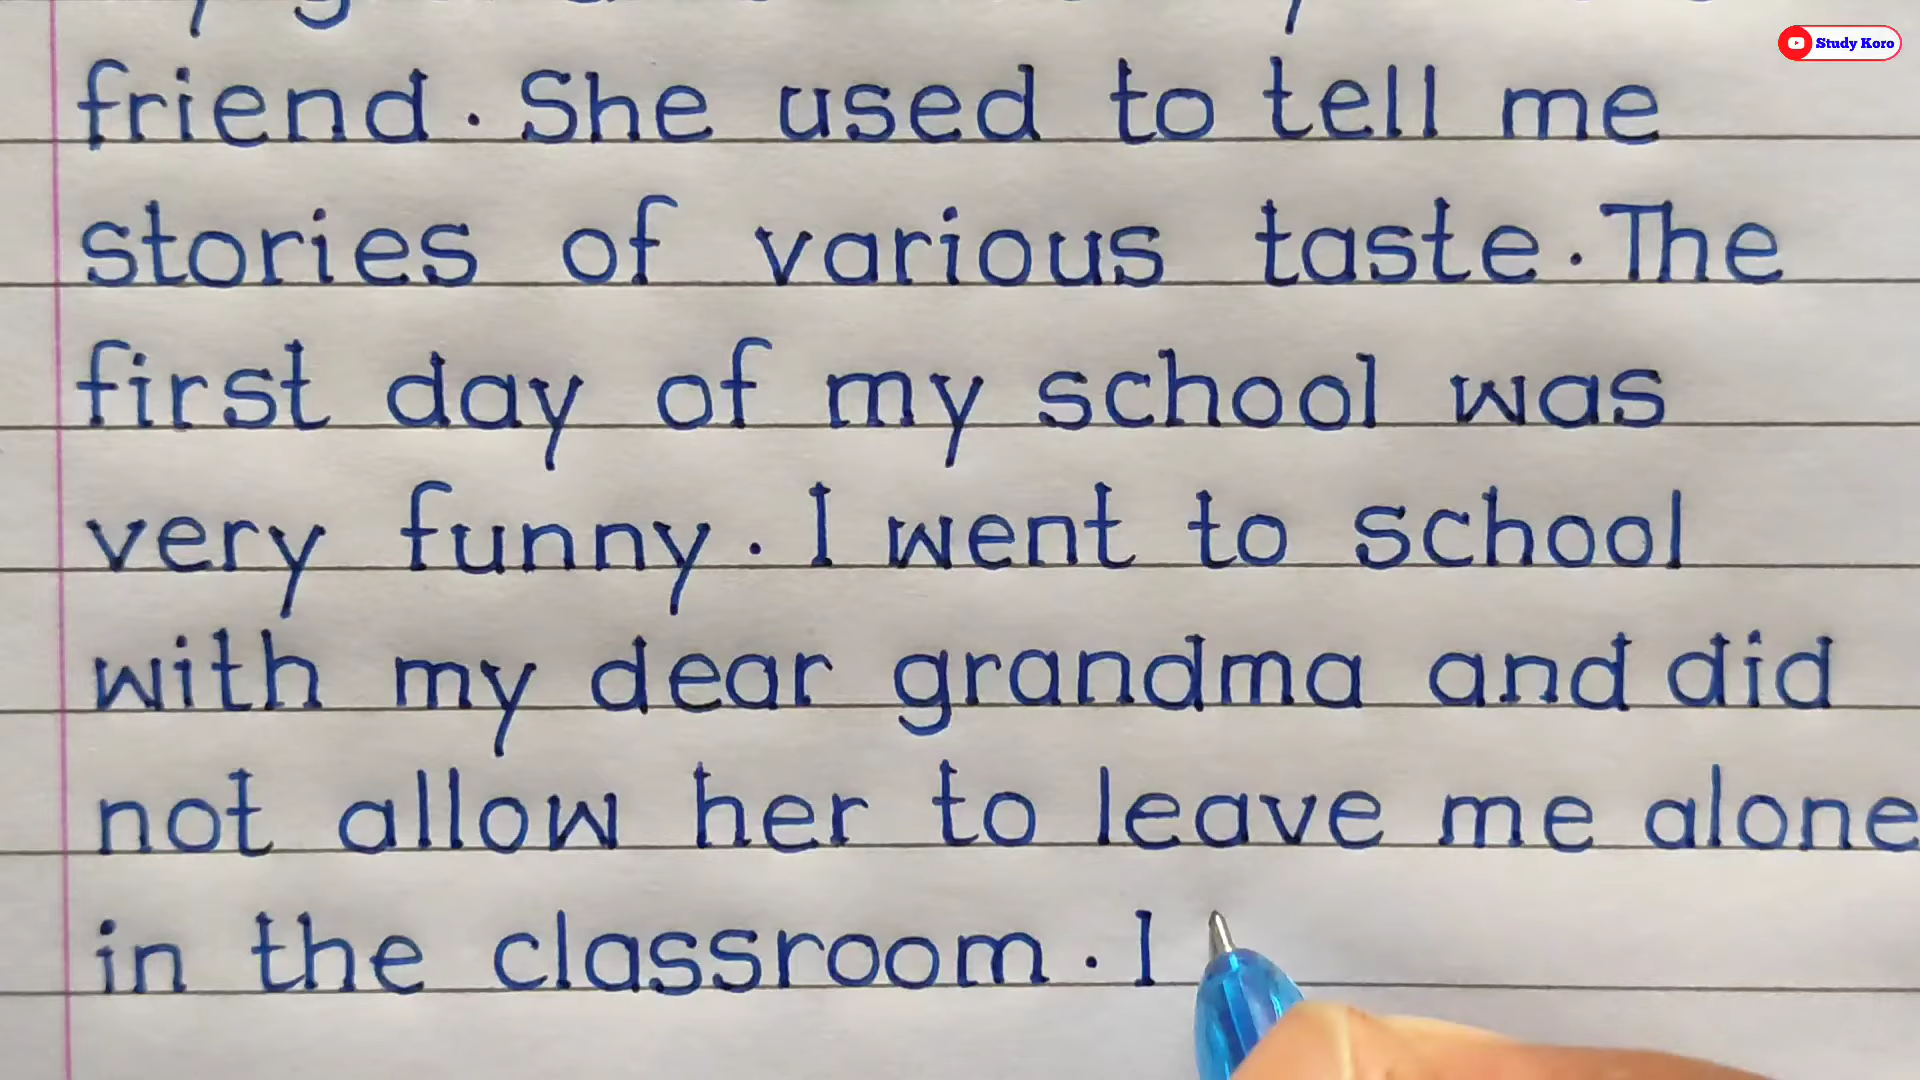 Study Koro
friend. She used to tell me
stories of various taste. The
first day of my school was
very funny. I went to school
with my dear grandma and did
not allow her to leave me alone
in the classroom. I